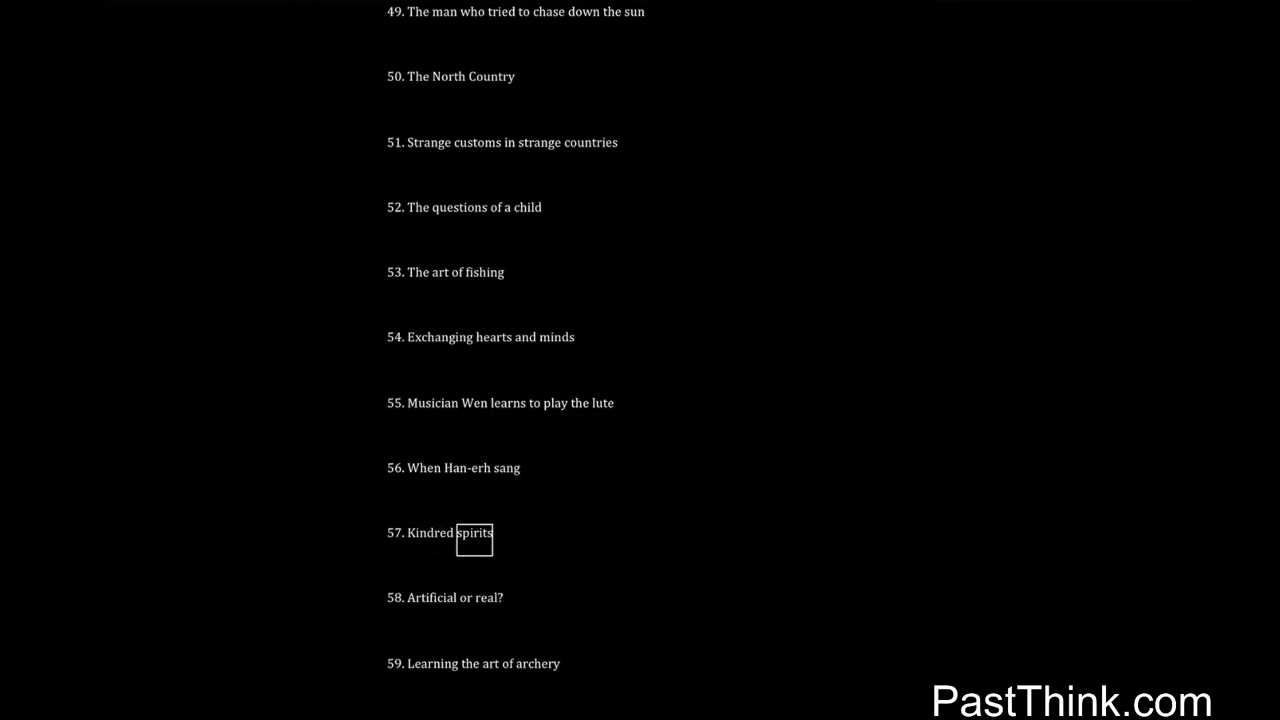 49. The man who tried to chase down the sun
50. The North Country
51. Strange customs in strange countries
52. The questions of a child
53. The art of fishing
54. Exchanging hearts and minds
55. Musician Wen learns to play the lute
56. When Han-erh sang
57. Kindred spirits
58. Artificial or real?
59. Learning the art of archery
PastThink.com